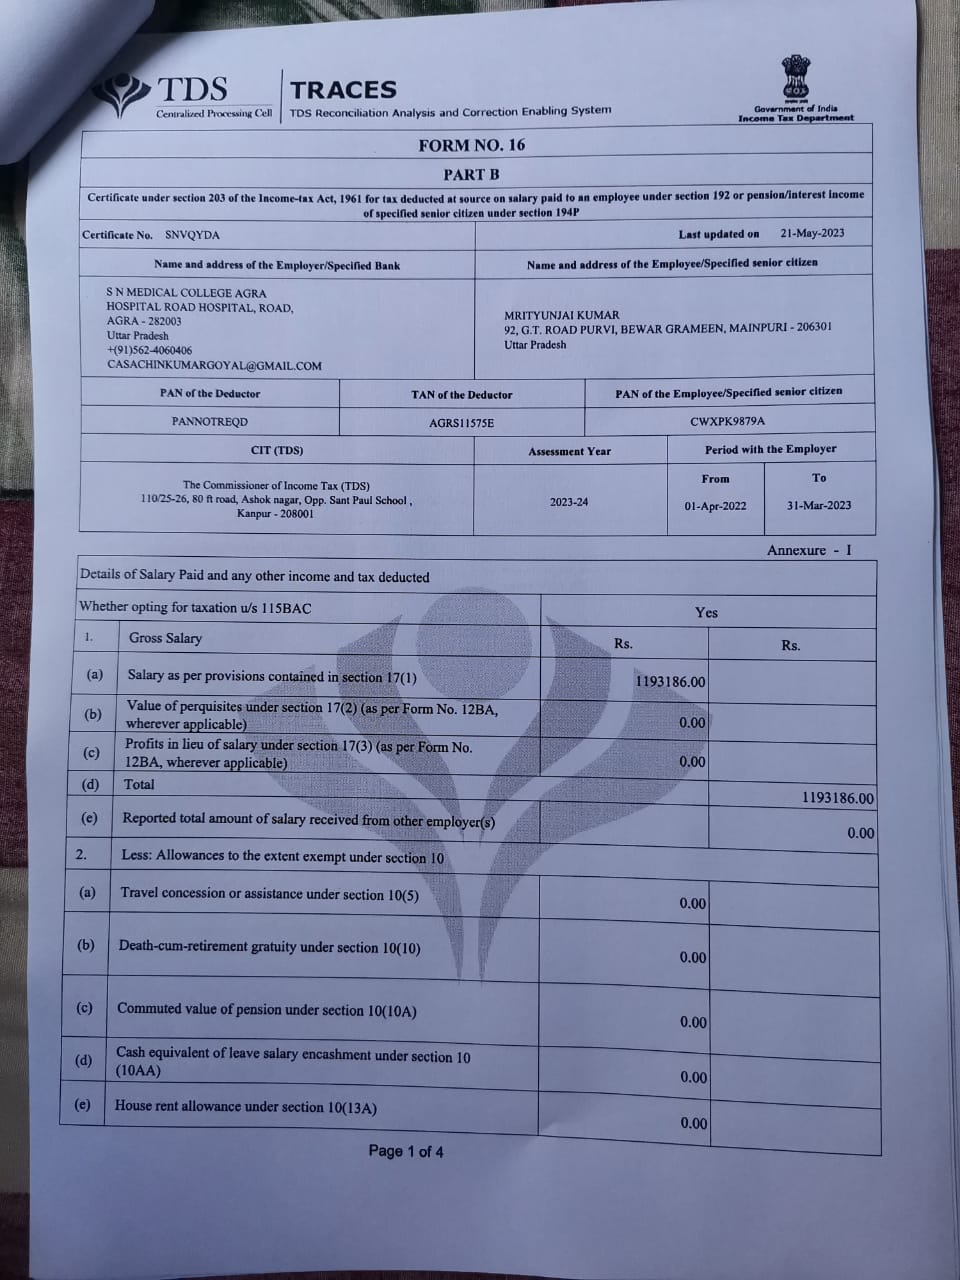 TDS
Centralized Processing Cell
TRACES
TDS Reconciliation Analysis and Correction Enabling System
Government of India
Income Tax Department
FORM NO. 16
PART B
Certificate under section 203 of the Income-tax Act, 1961 for tax deducted at source on salary paid to an employee under section 192 or pension/interest income
of specified senior citizen under section 194P
Certificate No. SNVQYDA
Last updated on 21-May-2023
Name and address of the Employer/Specified Bank
Name and address of the Employee/Specified senior citizen
S N MEDICAL COLLEGE AGRA
HOSPITAL ROAD HOSPITAL, ROAD,
AGRA - 282003
Uttar Pradesh
+(91)562-4060406
CASACHINKUMARGOYAL@GMAIL.COM
MRITYUNJAI KUMAR
92, G.T. ROAD PURVI, BEWAR GRAMEEN, MAINPURI - 206301
Uttar Pradesh
PAN of the Deductor TAN of the Deductor PAN of the Employee/Specified senior citizen
PANNOTREQD AGRS11575E CWXPK9879A
CIT (TDS) Assessment Year Period with the Employer
The Commissioner of Income Tax (TDS)
110/25-26, 80 ft road, Ashok nagar, Opp. Sant Paul School ,
Kanpur - 208001
2023-24
From To
01-Apr-2022 31-Mar-2023
Annexure - I
Details of Salary Paid and any other income and tax deducted
Whether opting for taxation u/s 115BAC Yes
1. Gross Salary Rs. Rs.
(a) Salary as per provisions contained in section 17(1) 1193186.00
(b) Value of perquisites under section 17(2) (as per Form No. 12BA,
wherever applicable) 0.00
(c) Profits in lieu of salary under section 17(3) (as per Form No.
12BA, wherever applicable) 0.00
(d) Total 1193186.00
(e) Reported total amount of salary received from other employer(s) 0.00
2. Less: Allowances to the extent exempt under section 10
(a) Travel concession or assistance under section 10(5) 0.00
(b) Death-cum-retirement gratuity under section 10(10) 0.00
(c) Commuted value of pension under section 10(10A) 0.00
(d) Cash equivalent of leave salary encashment under section 10
(10AA) 0.00
(e) House rent allowance under section 10(13A) 0.00
Page 1 of 4